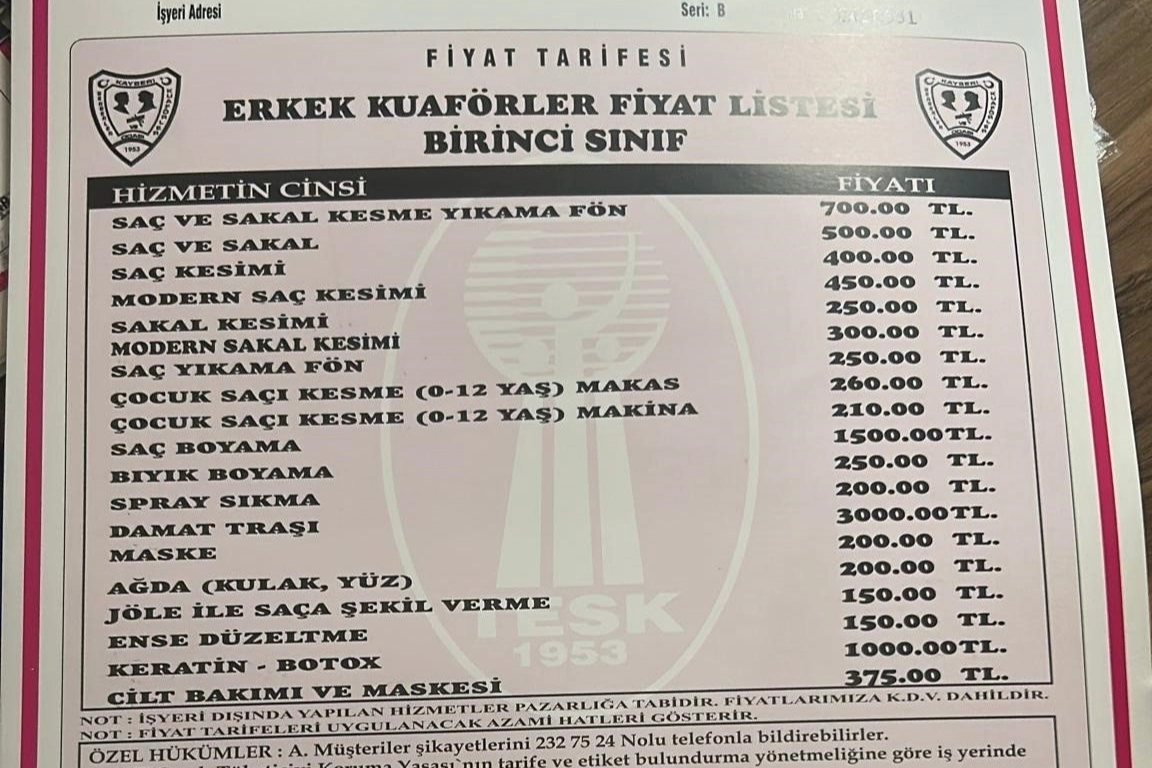 İşyeri Adresi
Seri: B
FİYAT TARİFESİ
ERKEK KUAFÖRLER FİYAT LİSTESİ
BİRİNCİ SINIF
KAYSERİ
1953
KAYSERİ
1953
HİZMETİN CİNSİ FİYATI
SAÇ VE SAKAL KESME YIKAMA FÖN 700.00 TL.
SAÇ VE SAKAL 500.00 TL.
SAÇ KESİMİ 400.00 TL.
MODERN SAÇ KESİMİ 450.00 TL.
SAKAL KESİMİ 250.00 TL.
MODERN SAKAL KESİMİ 300.00 TL.
SAÇ YIKAMA FÖN 250.00 TL.
ÇOCUK SAÇI KESME (0-12 YAŞ) MAKAS 260.00 TL.
ÇOCUK SAÇI KESME (0-12 YAŞ) MAKİNA 210.00 TL.
SAÇ BOYAMA 1500.00TL.
BIYIK BOYAMA 250.00 TL.
SPRAY SIKMA 200.00 TL.
DAMAT TRAŞI 3000.00TL.
MASKE 200.00 TL.
AĞDA (KULAK, YÜZ) 200.00 TL.
JÖLE İLE SAÇA ŞEKİL VERME 150.00 TL.
ENSE DÜZELTME 150.00 TL.
KERATİN - BOTOX 1000.00TL.
CİLT BAKIMI VE MASKESİ 375.00 TL.
TESK
1953
NOT : İŞYERİ DIŞINDA YAPILAN HİZMETLER PAZARLIĞA TABİDİR. FİYATLARIMIZA K.D.V. DAHİLDİR.
NOT : FİYAT TARİFELERİ UYGULANACAK AZAMİ HATLERİ GÖSTERİR.
ÖZEL HÜKÜMLER : A. Müşteriler şikayetlerini 232 75 24 Nolu telefonla bildirebilirler.
Yasası`nın tarife ve etiket bulundurma yönetmeliğine göre iş yerinde